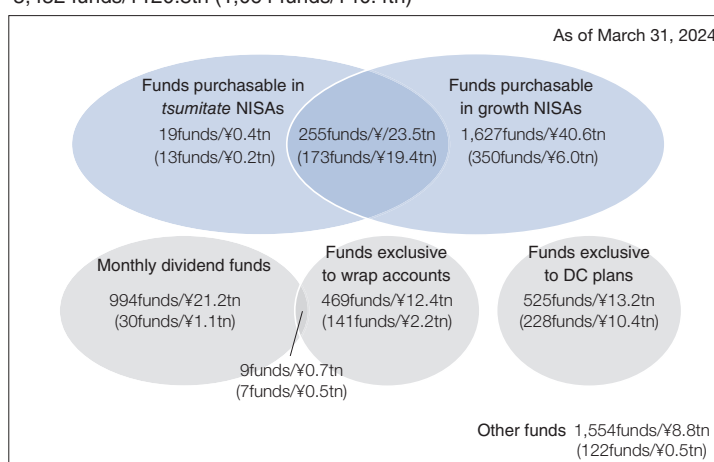 As of March 31, 2024
Funds purchasable in
tsumitate NISAs
19funds/¥0.4tn
(13funds/¥0.2tn)
255funds/¥/23.5tn
(173funds/¥19.4tn)
Funds purchasable
in growth NISAs
1,627funds/¥40.6tn
(350funds/¥6.0tn)
Monthly dividend funds
994funds/¥21.2tn
(30funds/¥1.1tn)
9funds/¥0.7tn
(7funds/¥0.5tn)
Funds exclusive
to wrap accounts
469funds/¥12.4tn
(141funds/¥2.2tn)
Funds exclusive
to DC plans
525funds/¥13.2tn
(228funds/¥10.4tn)
Other funds 1,554funds/¥8.8tn
(122funds/¥0.5tn)